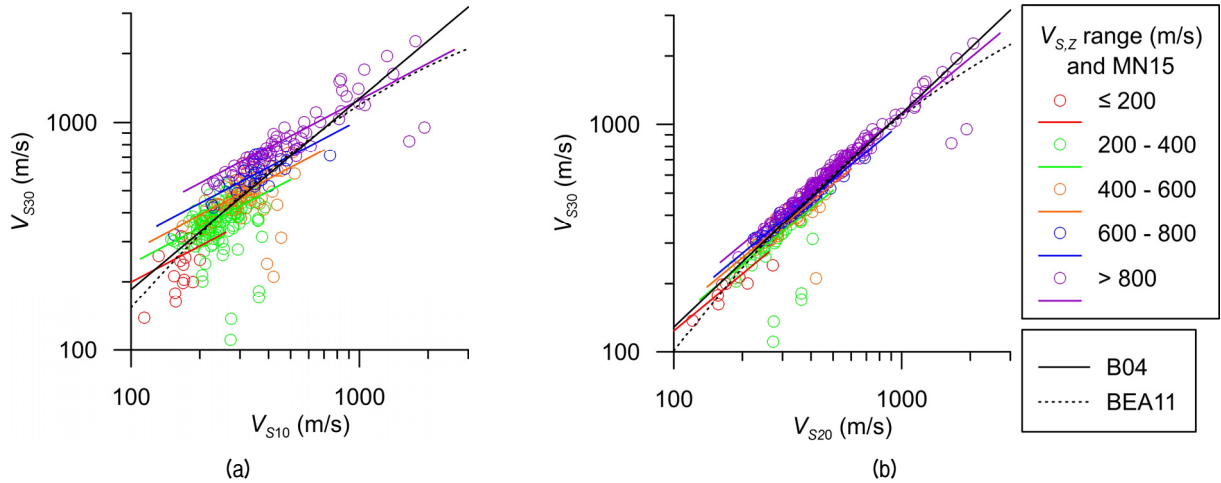 1000
100
V_S30 (m/s)
100
1000
V_S10 (m/s)
(a)
1000
100
V_S30 (m/s)
100
1000
V_S20 (m/s)
(b)
V_S,Z range (m/s)
and MN15
≤ 200
200 - 400
400 - 600
600 - 800
> 800
B04
BEA11